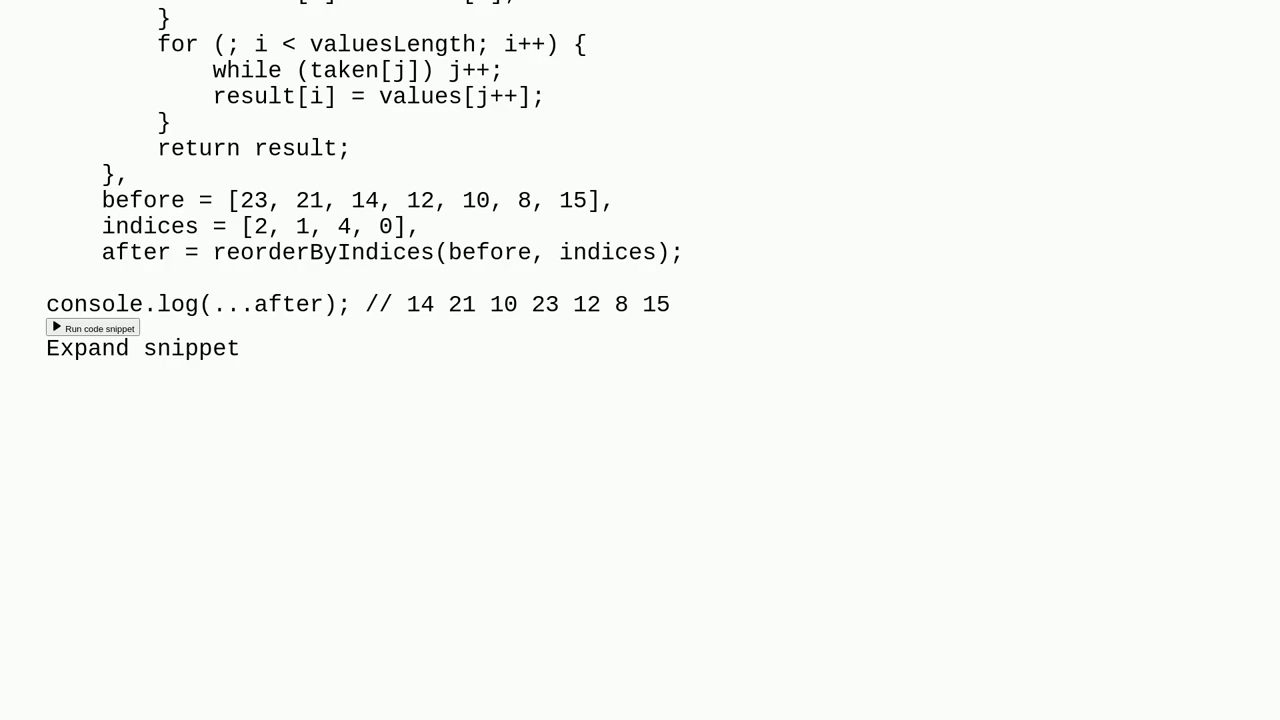 }
for (; i < valuesLength; i++) {
while (taken[j]) j++;
result[i] = values[j++];
}
return result;
},
before = [23, 21, 14, 12, 10, 8, 15],
indices = [2, 1, 4, 0],
after = reorderByIndices(before, indices);
console.log(...after); // 14 21 10 23 12 8 15
Run code snippet
Expand snippet